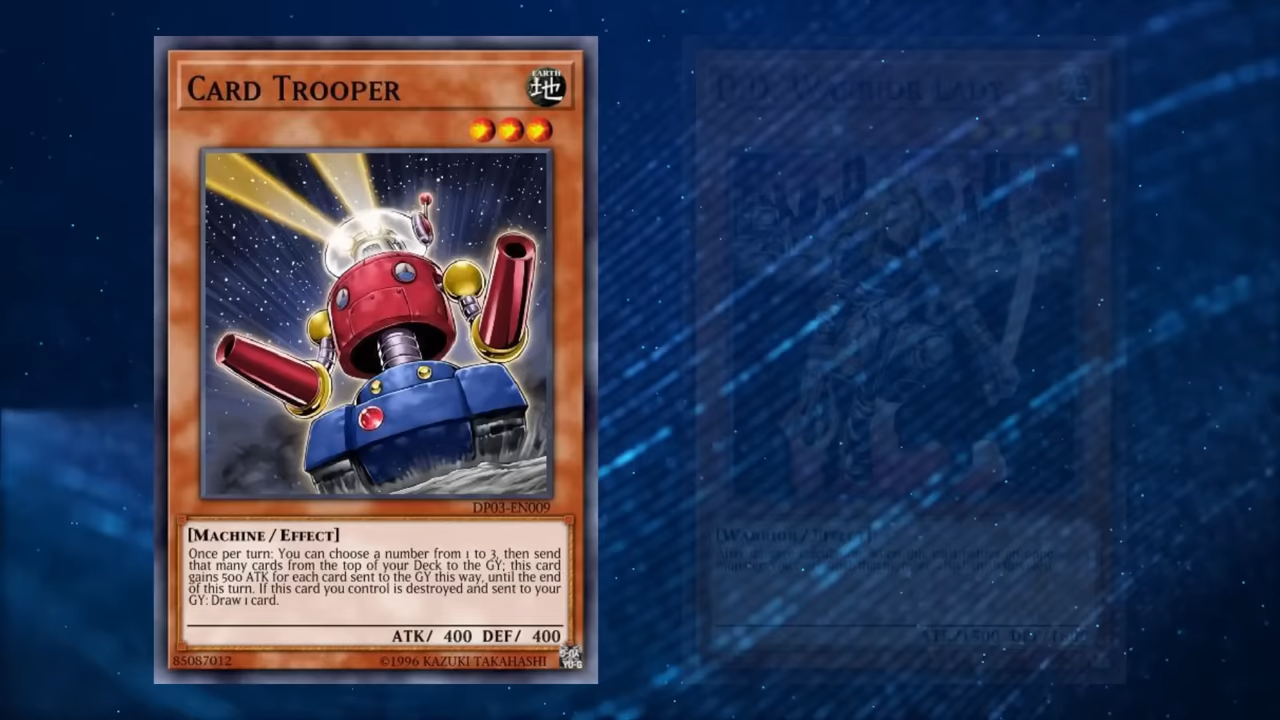 CARD TROOPER
EARTH
地
DP03-EN009
[MACHINE / EFFECT]
Once per turn: You can choose a number from 1 to 3, then send
that many cards from the top of your Deck to the GY; this card
gains 500 ATK for each card sent to the GY this way, until the end
of this turn. If this card you control is destroyed and sent to your
GY: Draw 1 card.
ATK/ 400 DEF/ 400
85087012
©1996 KAZUKI TAKAHASHI
D.D. WARRIOR LADY
[WARRIOR / EFFECT]